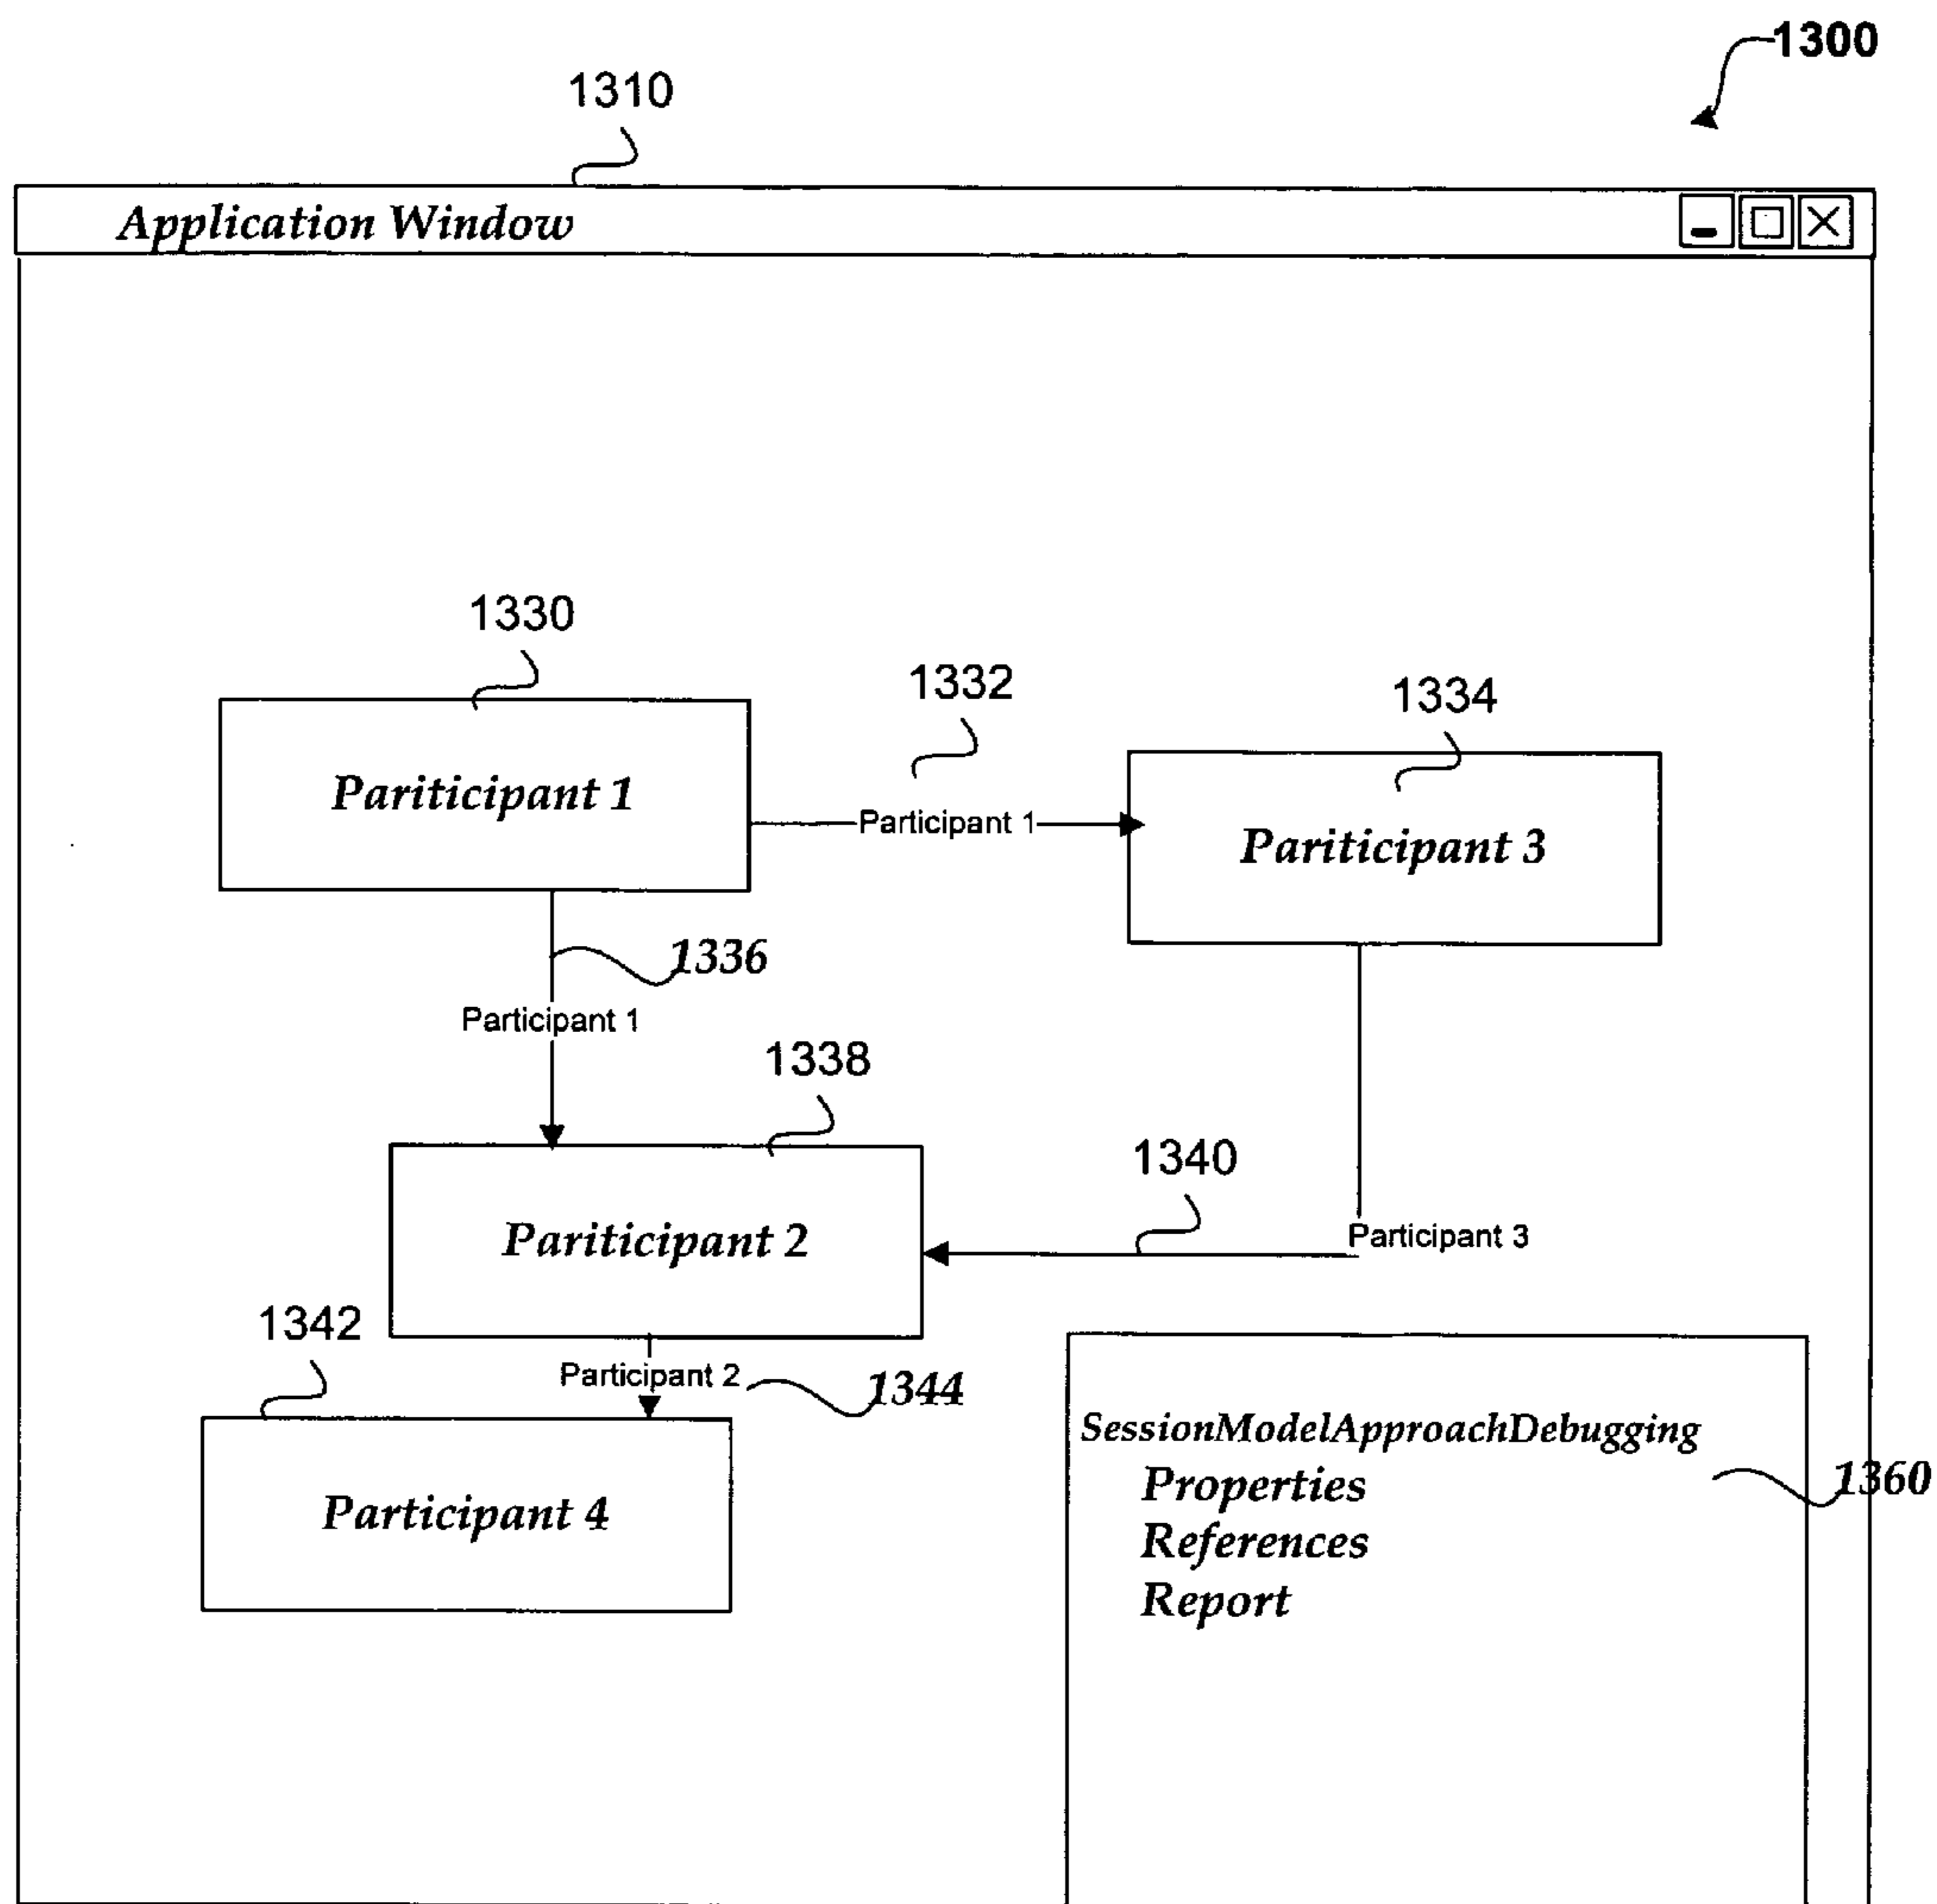 1300
1310
Application Window
1330
1332
1334
Pariticipant 1
Participant 1
Pariticipant 3
1336
Participant 1
1338
1340
Pariticipant 2
Participant 3
1342
Participant 2
1344
SessionModelApproachDebugging
1360
Properties
Participant 4
References
Report